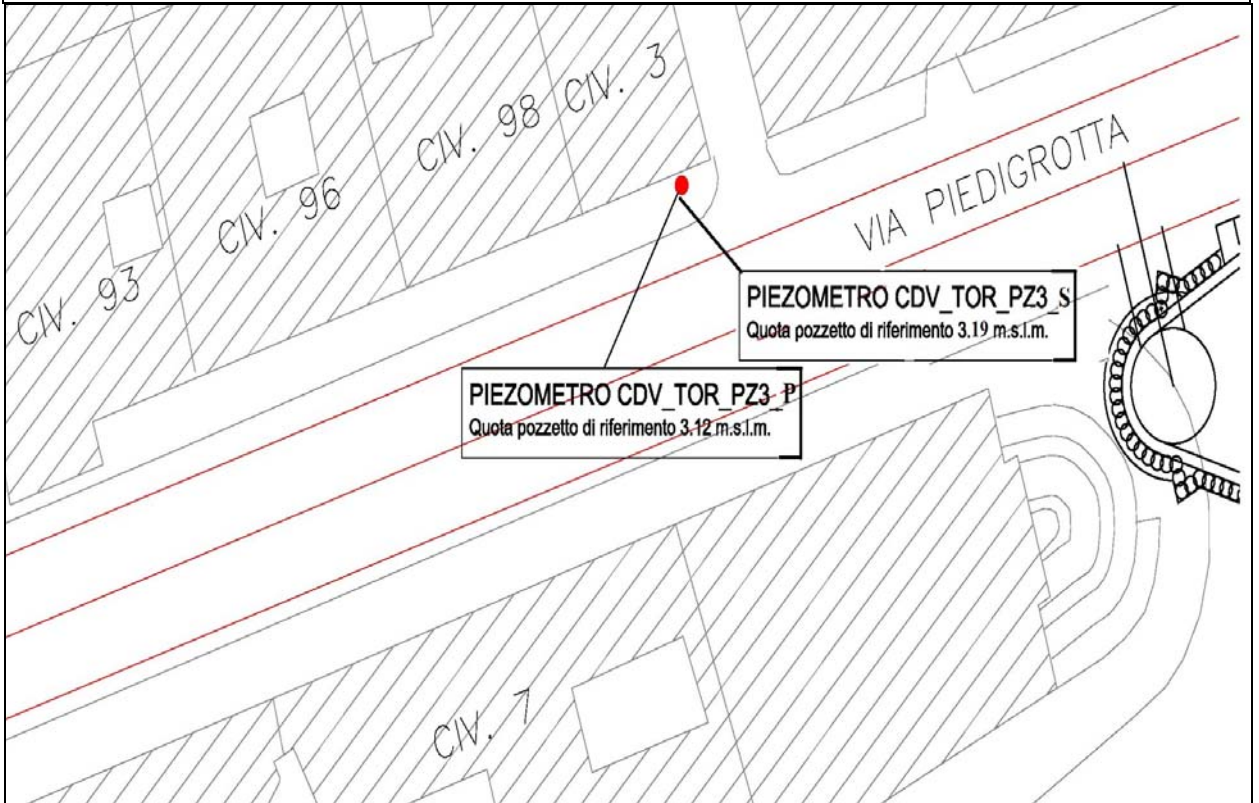 CIV. 98 CIV. 3
CIV. 96
CIV. 93
VIA PIEDIGROTTA
PIEZOMETRO CDV_TOR_PZ3_S
Quota pozzetto di riferimento 3.19 m.s.l.m.
PIEZOMETRO CDV_TOR_PZ3_P
Quota pozzetto di riferimento 3.12 m.s.l.m.
CIV. 7